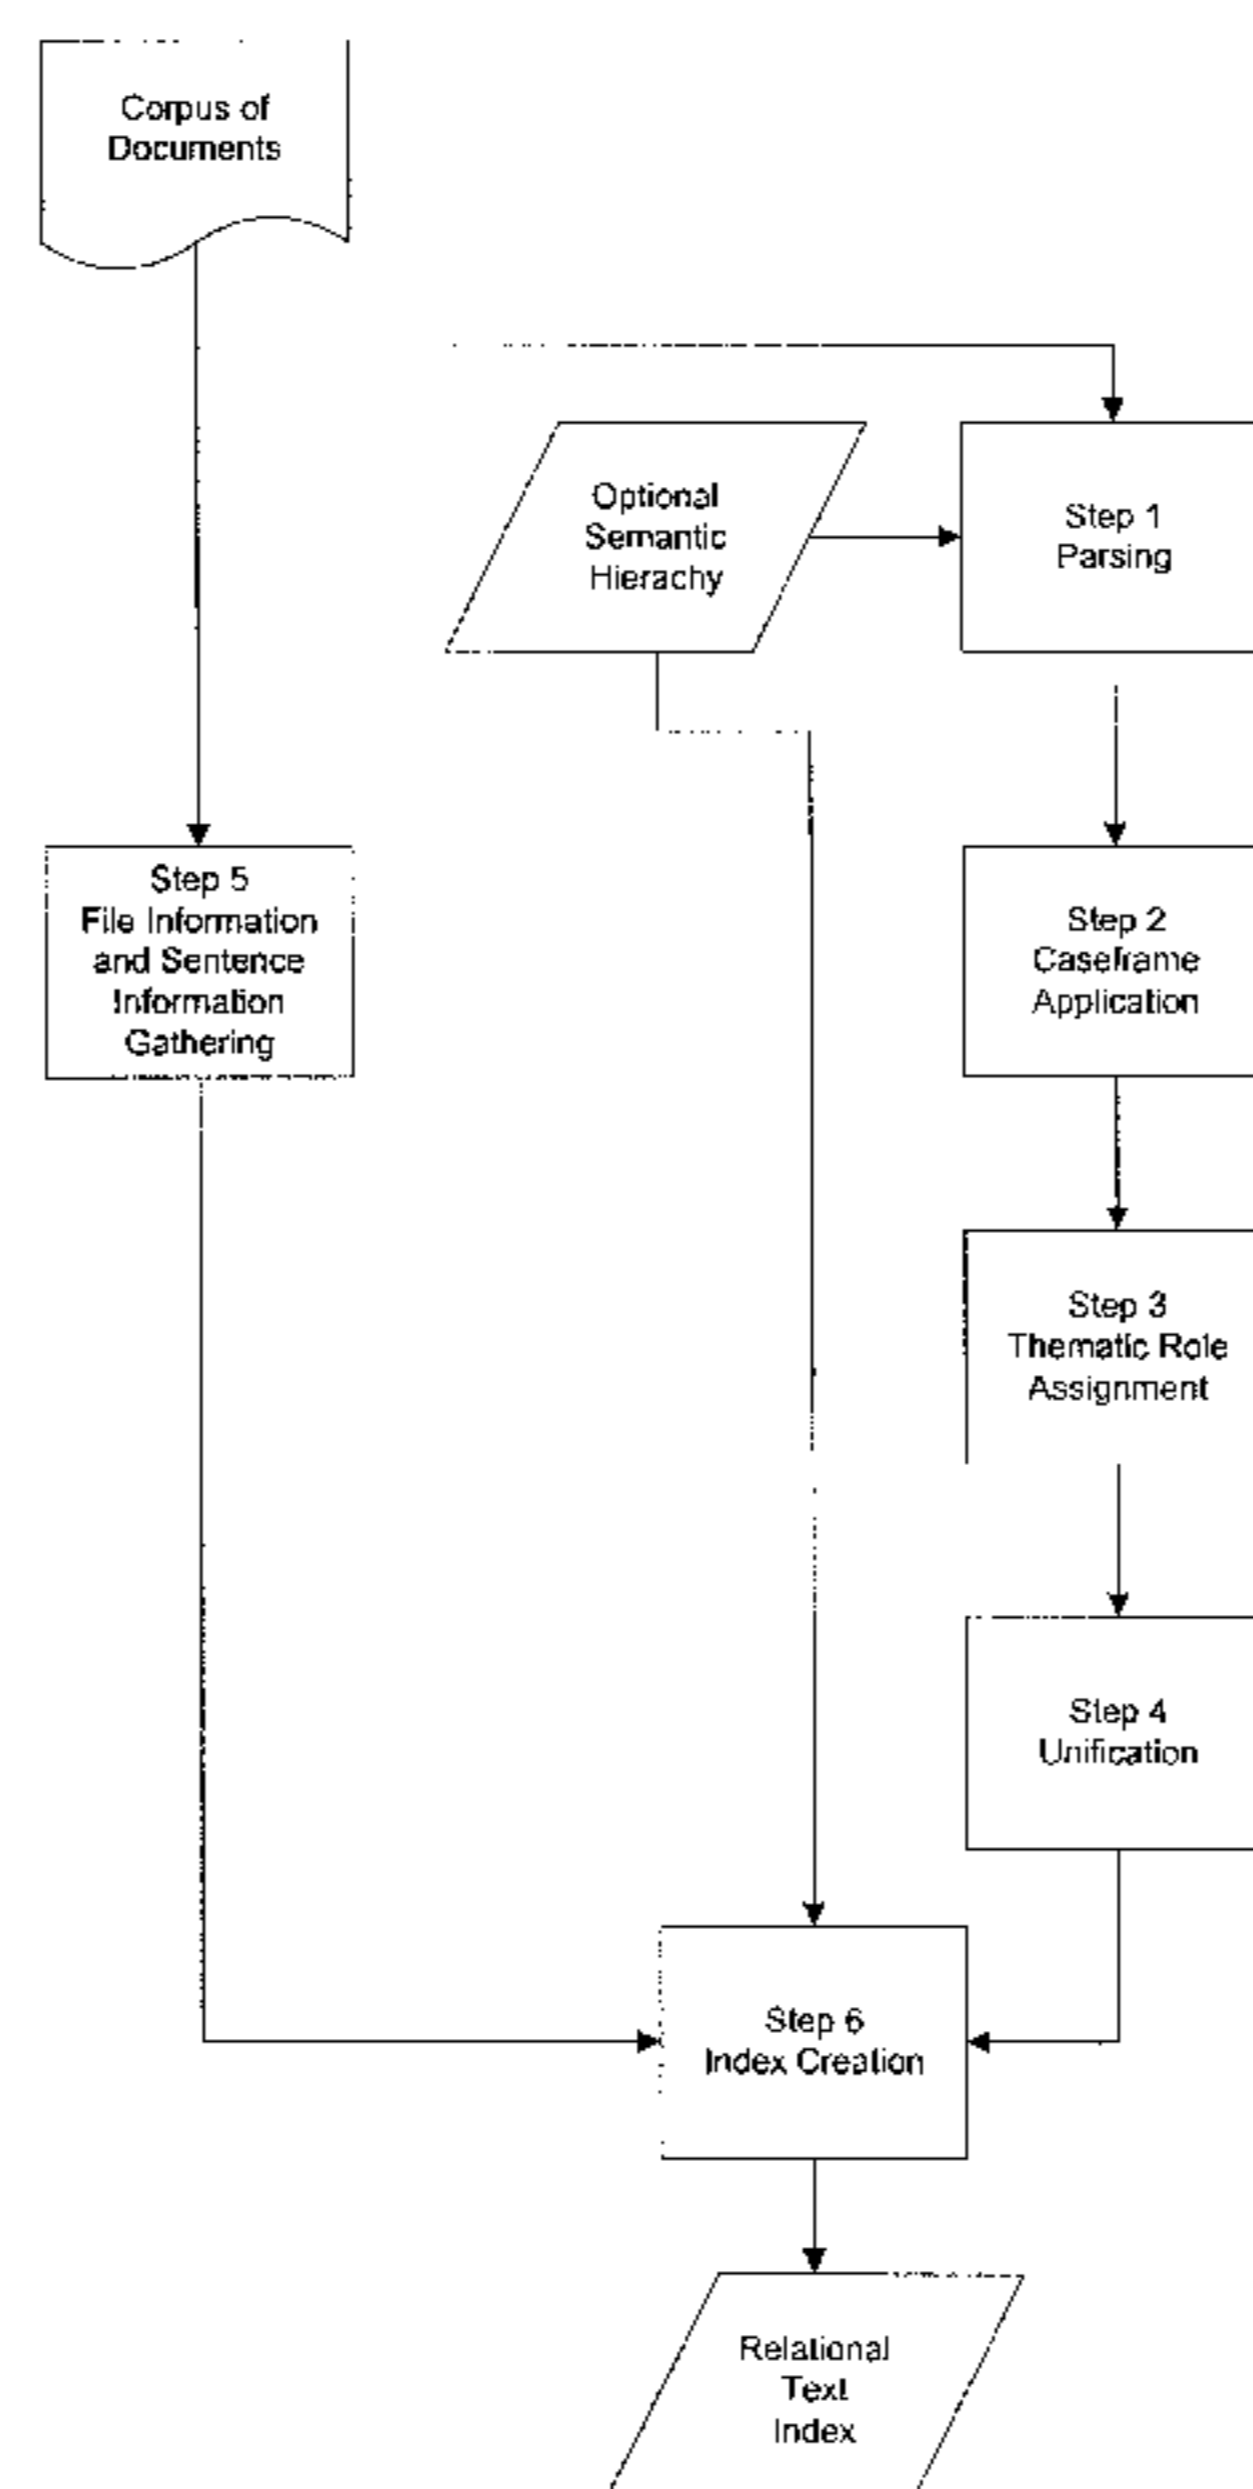 Corpus of
Documents
Optional
Semantic
Hierachy
Step 1
Parsing
Step 5
File Information
and Sentence
Information
Gathering
Step 2
Caseframe
Application
Step 3
Thematic Role
Assignment
Step 4
Unification
Step 6
Index Creation
Relational
Text
Index